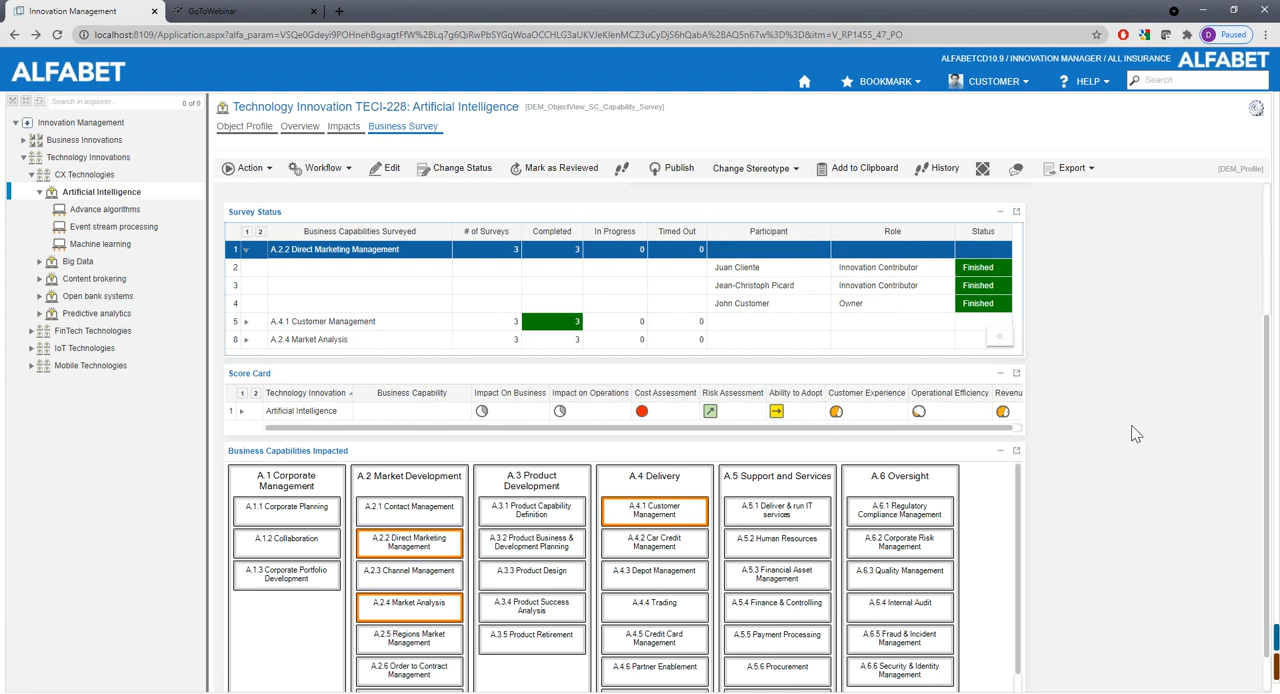 Innovation Management
GoToWebinar
localhost:8109/Application.aspx?alfa_param=VSQe0Gdeyi9POHnehBgxagtFfW%2BLq7g6QiRwPbSYGqWoaOCCHLG3aUKVJeKlenMCZ3uCyDjS6hQabA%2BAQ5n67w%3D%3D&itm=V_RP1455_47_PO
D Paused
ALFABET
ALFABETCD10.9 / INNOVATION MANAGER / ALL INSURANCE ALFABET
BOOKMARK CUSTOMER HELP Search
Search in explorer... 0 of 0
Innovation Management
Business Innovations
Technology Innovations
CX Technologies
Artificial Intelligence
Advance algorithms
Event stream processing
Machine learning
Big Data
Content brokering
Open bank systems
Predictive analytics
FinTech Technologies
IoT Technologies
Mobile Technologies
Technology Innovation TECI-228: Artificial Intelligence [DEM_ObjectView_SC_Capability_Survey]
Object Profile Overview Impacts Business Survey
Action Workflow Edit Change Status Mark as Reviewed Publish Change Stereotype Add to Clipboard History Export [DEM_Profile]
Survey Status
1 2 Business Capabilities Surveyed # of Surveys Completed In Progress Timed Out Participant Role Status
1 A.2.2 Direct Marketing Management 3 3 0 0
2 Juan Cliente Innovation Contributor Finished
3 Jean-Christoph Picard Innovation Contributor Finished
4 John Customer Owner Finished
5 A.4.1 Customer Management 3 3 0 0
8 A.2.4 Market Analysis 3 3 0 0
Score Card
1 2 Technology Innovation Business Capability Impact On Business Impact on Operations Cost Assessment Risk Assessment Ability to Adopt Customer Experience Operational Efficiency Revenu
1 Artificial Intelligence
Business Capabilities Impacted
A.1 Corporate
Management
A.1.1 Corporate Planning
A.1.2 Collaboration
A.1.3 Corporate Portfolio
Development
A.2 Market Development
A.2.1 Contact Management
A.2.2 Direct Marketing
Management
A.2.3 Channel Management
A.2.4 Market Analysis
A.2.5 Regions Market
Management
A.2.6 Order to Contract
Management
A.3 Product
Development
A.3.1 Product Capability
Definition
A.3.2 Product Business &
Development Planning
A.3.3 Product Design
A.3.4 Product Success
Analysis
A.3.5 Product Retirement
A.4 Delivery
A.4.1 Customer
Management
A.4.2 Car Credit
Management
A.4.3 Depot Management
A.4.4 Trading
A.4.5 Credit Card
Management
A.4.6 Partner Enablement
A.5 Support and Services
A.5.1 Deliver & run IT
services
A.5.2 Human Resources
A.5.3 Financial Asset
Management
A.5.4 Finance & Controlling
A.5.5 Payment Processing
A.5.6 Procurement
A.6 Oversight
A.6.1 Regulatory
Compliance Management
A.6.2 Corporate Risk
Management
A.6.3 Quality Management
A.6.4 Internal Audit
A.6.5 Fraud & Incident
Management
A.6.6 Security & Identity
Management